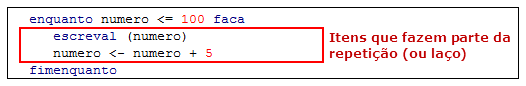 enquanto numero <= 100 faca
escreval (numero)
numero <- numero + 5
fimenquanto
Itens que fazem parte da
repetição (ou laço)